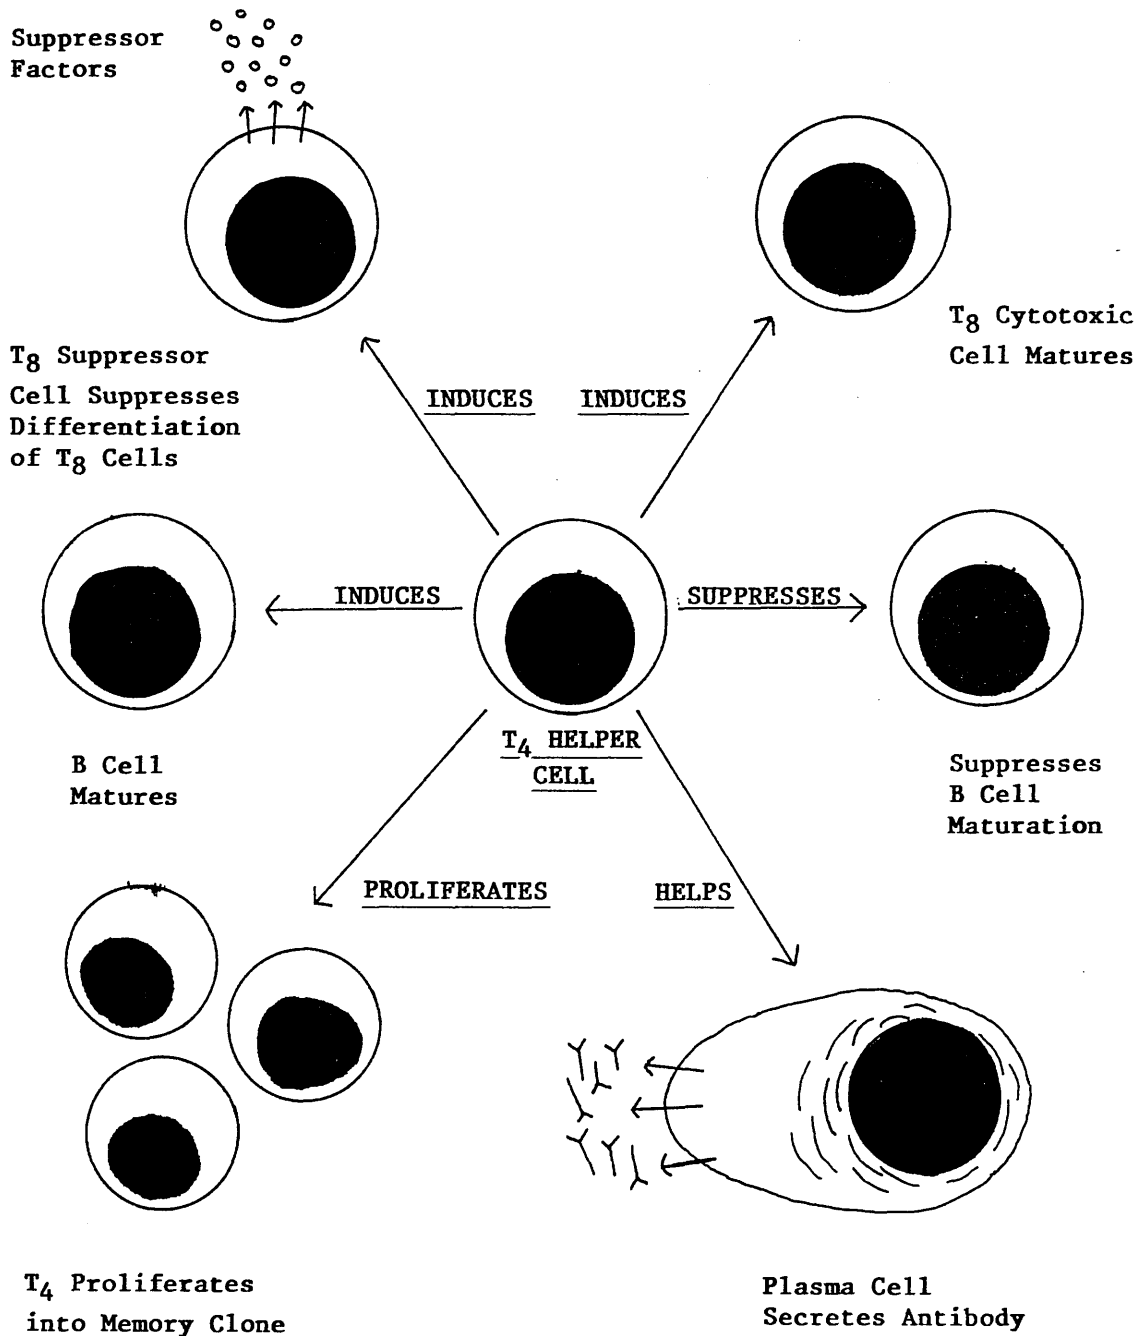 Suppressor
Factors
T8 Suppressor
Cell Suppresses
Differentiation
of T8 Cells
T8 Cytotoxic
Cell Matures
INDUCES
INDUCES
INDUCES
SUPPRESSES
B Cell
Matures
T4 HELPER
CELL
Suppresses
B Cell
Maturation
PROLIFERATES
HELPS
T4 Proliferates
into Memory Clone
Plasma Cell
Secretes Antibody